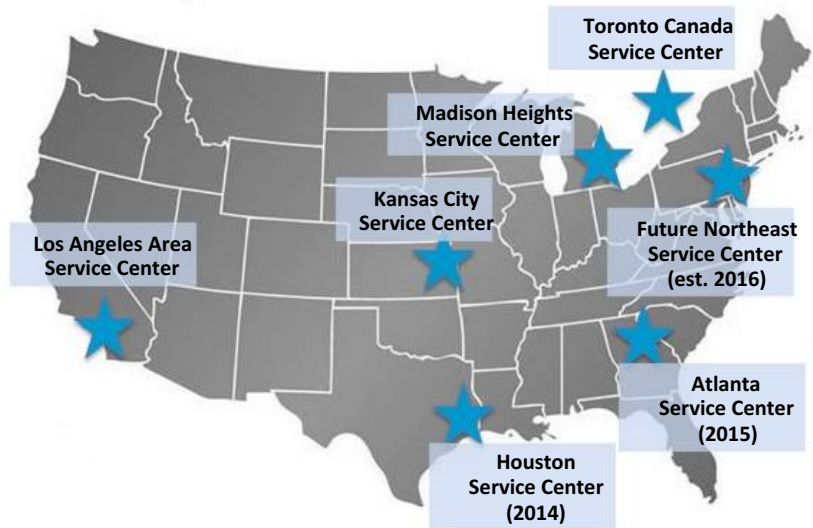 Toronto Canada
Service Center
Madison Heights
Service Center
Kansas City
Service Center
Los Angeles Area
Service Center
Future Northeast
Service Center
(est. 2016)
Atlanta
Service Center
(2015)
Houston
Service Center
(2014)